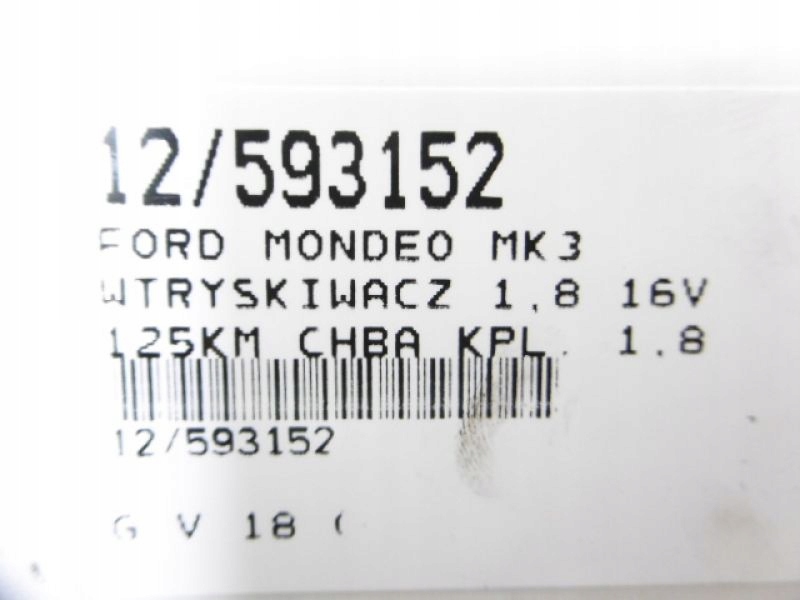 12/593152
FORD MONDEO MK3
WTRYSKIWACZ 1,8 16V
125KM CHBA KPL. 1.8
12/593152
G V 18 (